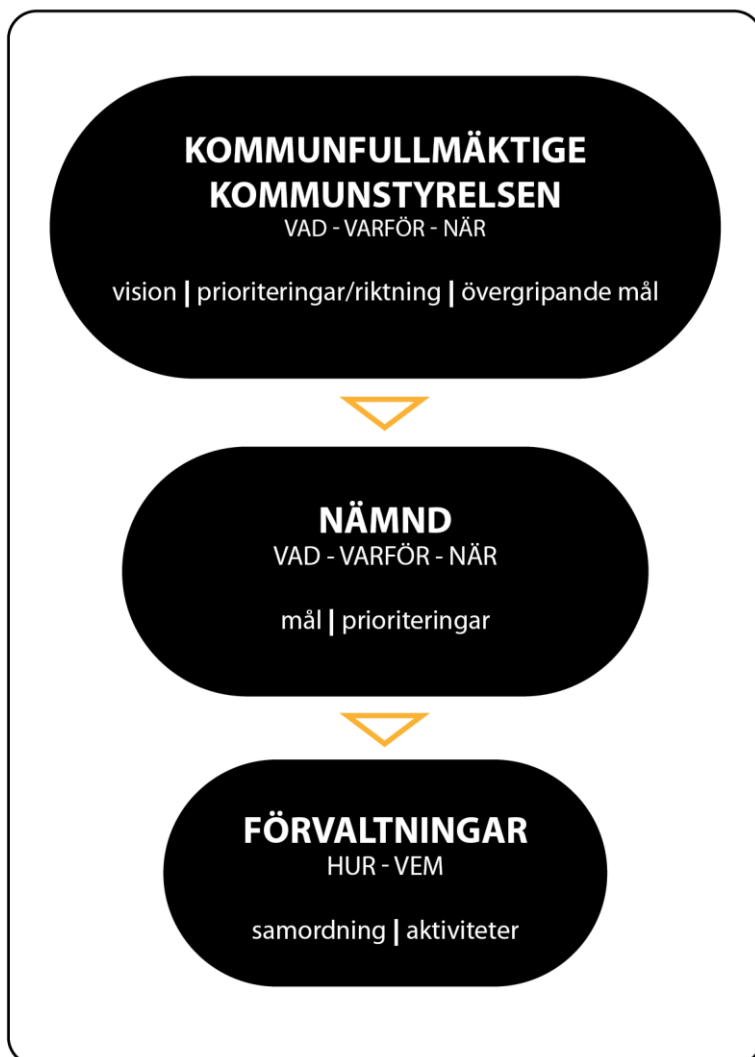 KOMMUNFULLMÄKTIGE
KOMMUNSTYRELSEN
VAD - VARFÖR - NÄR
vision | prioriteringar/riktning | övergripande mål
NÄMND
VAD - VARFÖR - NÄR
mål | prioriteringar
FÖRVALTNINGAR
HUR - VEM
samordning | aktiviteter